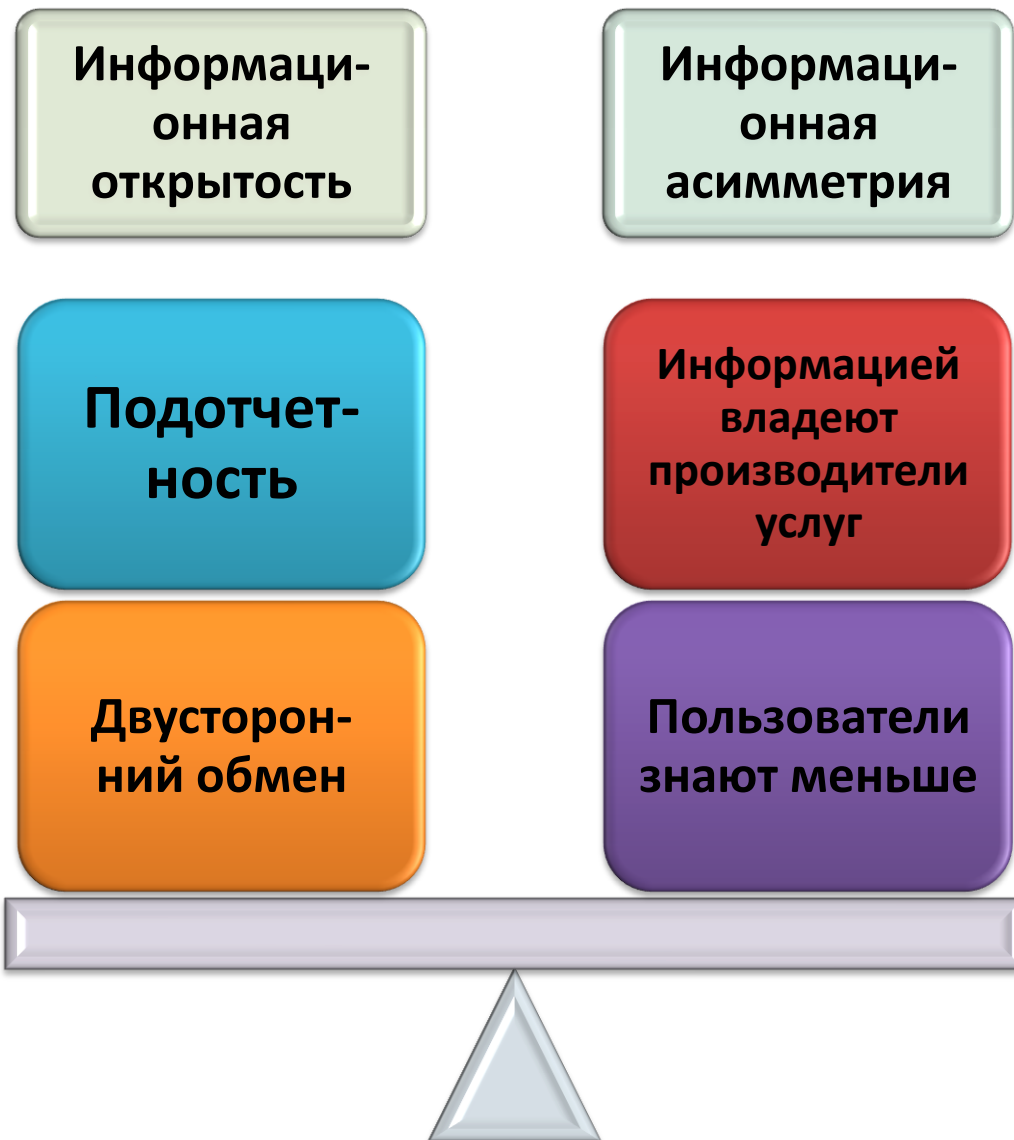 Информаци-
онная
открытость
Информаци-
онная
асимметрия
Подотчет-
ность
Информацией
владеют
производители
услуг
Двусторон-
ний обмен
Пользователи
знают меньше